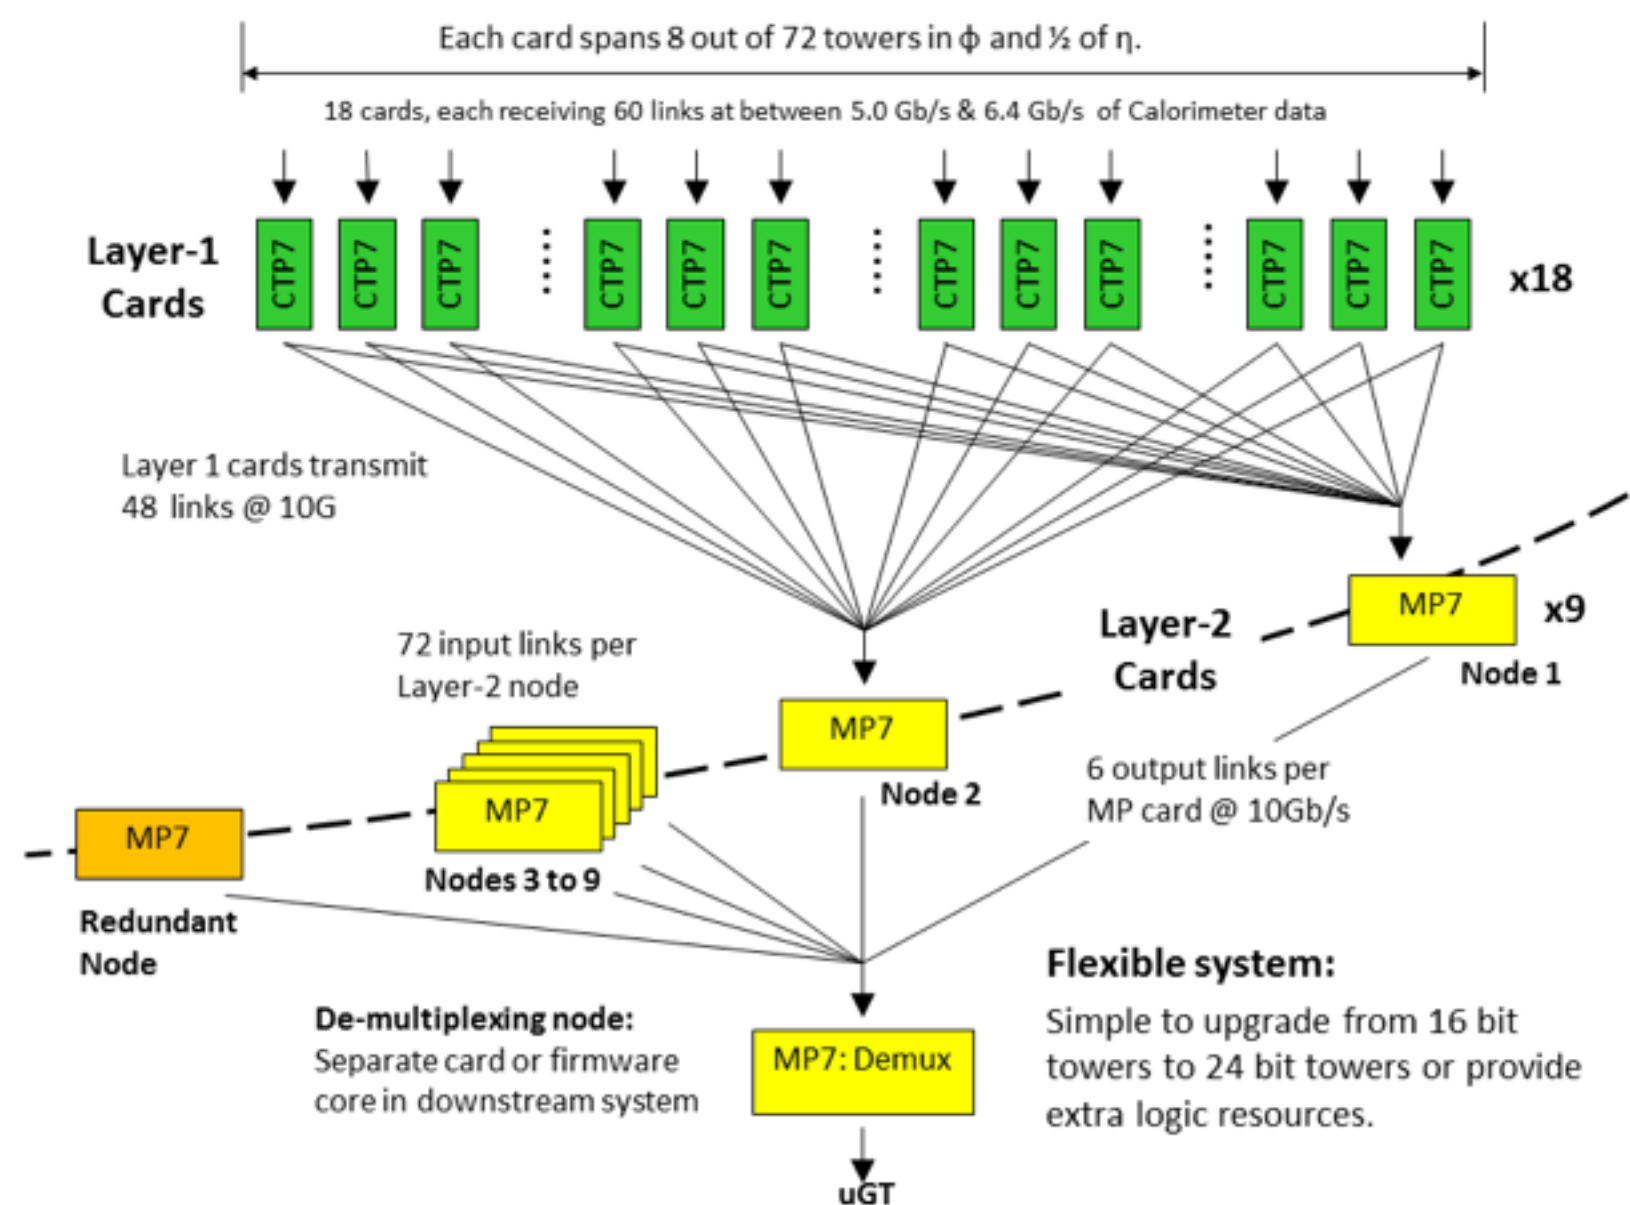 Each card spans 8 out of 72 towers in ϕ and ½ of η.
18 cards, each receiving 60 links at between 5.0 Gb/s & 6.4 Gb/s of Calorimeter data
Layer-1
Cards
CTP7
CTP7
CTP7
CTP7
CTP7
CTP7
CTP7
CTP7
CTP7
CTP7
CTP7
CTP7
x18
Layer 1 cards transmit
48 links @ 10G
MP7
x9
Node 1
Layer-2
Cards
72 input links per
Layer-2 node
MP7
Node 2
6 output links per
MP card @ 10Gb/s
MP7
Nodes 3 to 9
MP7
Redundant
Node
De-multiplexing node:
Separate card or firmware
core in downstream system
MP7: Demux
uGT
Flexible system:
Simple to upgrade from 16 bit
towers to 24 bit towers or provide
extra logic resources.